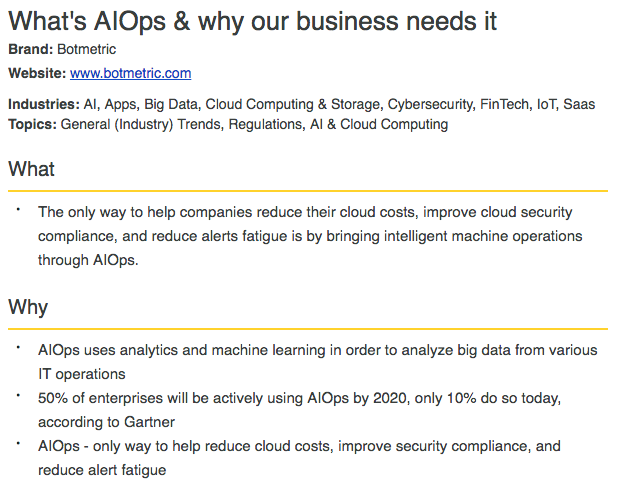 What's AIOps & why our business needs it
Brand: Botmetric
Website: www.botmetric.com
Industries: AI, Apps, Big Data, Cloud Computing & Storage, Cybersecurity, FinTech, IoT, Saas
Topics: General (Industry) Trends, Regulations, AI & Cloud Computing
What
• The only way to help companies reduce their cloud costs, improve cloud security
compliance, and reduce alerts fatigue is by bringing intelligent machine operations
through AIOps.
Why
• AIOps uses analytics and machine learning in order to analyze big data from various
IT operations
• 50% of enterprises will be actively using AIOps by 2020, only 10% do so today,
according to Gartner
• AIOps - only way to help reduce cloud costs, improve security compliance, and
reduce alert fatigue